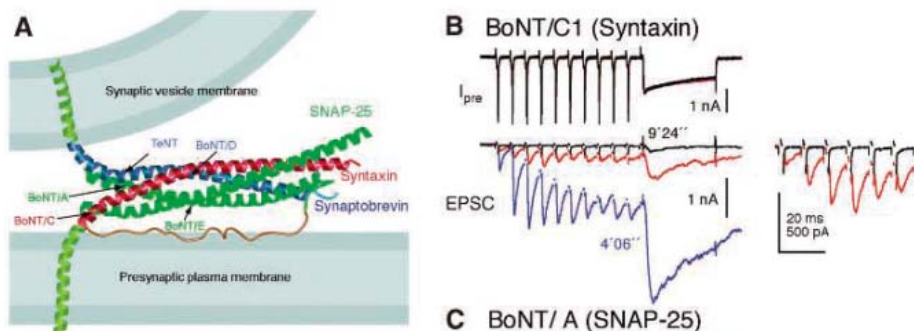 A
Synaptic vesicle membrane
SNAP-25
TeNT
BoNT/D
BoNT/A
Syntaxin
Synaptobrevin
BoNT/C
BoNT/E
Presynaptic plasma membrane
B BoNT/C1 (Syntaxin)
Ipre
1 nA
9´24´´
EPSC
1 nA
4´06´´
20 ms
500 pA
C BoNT/ A (SNAP-25)